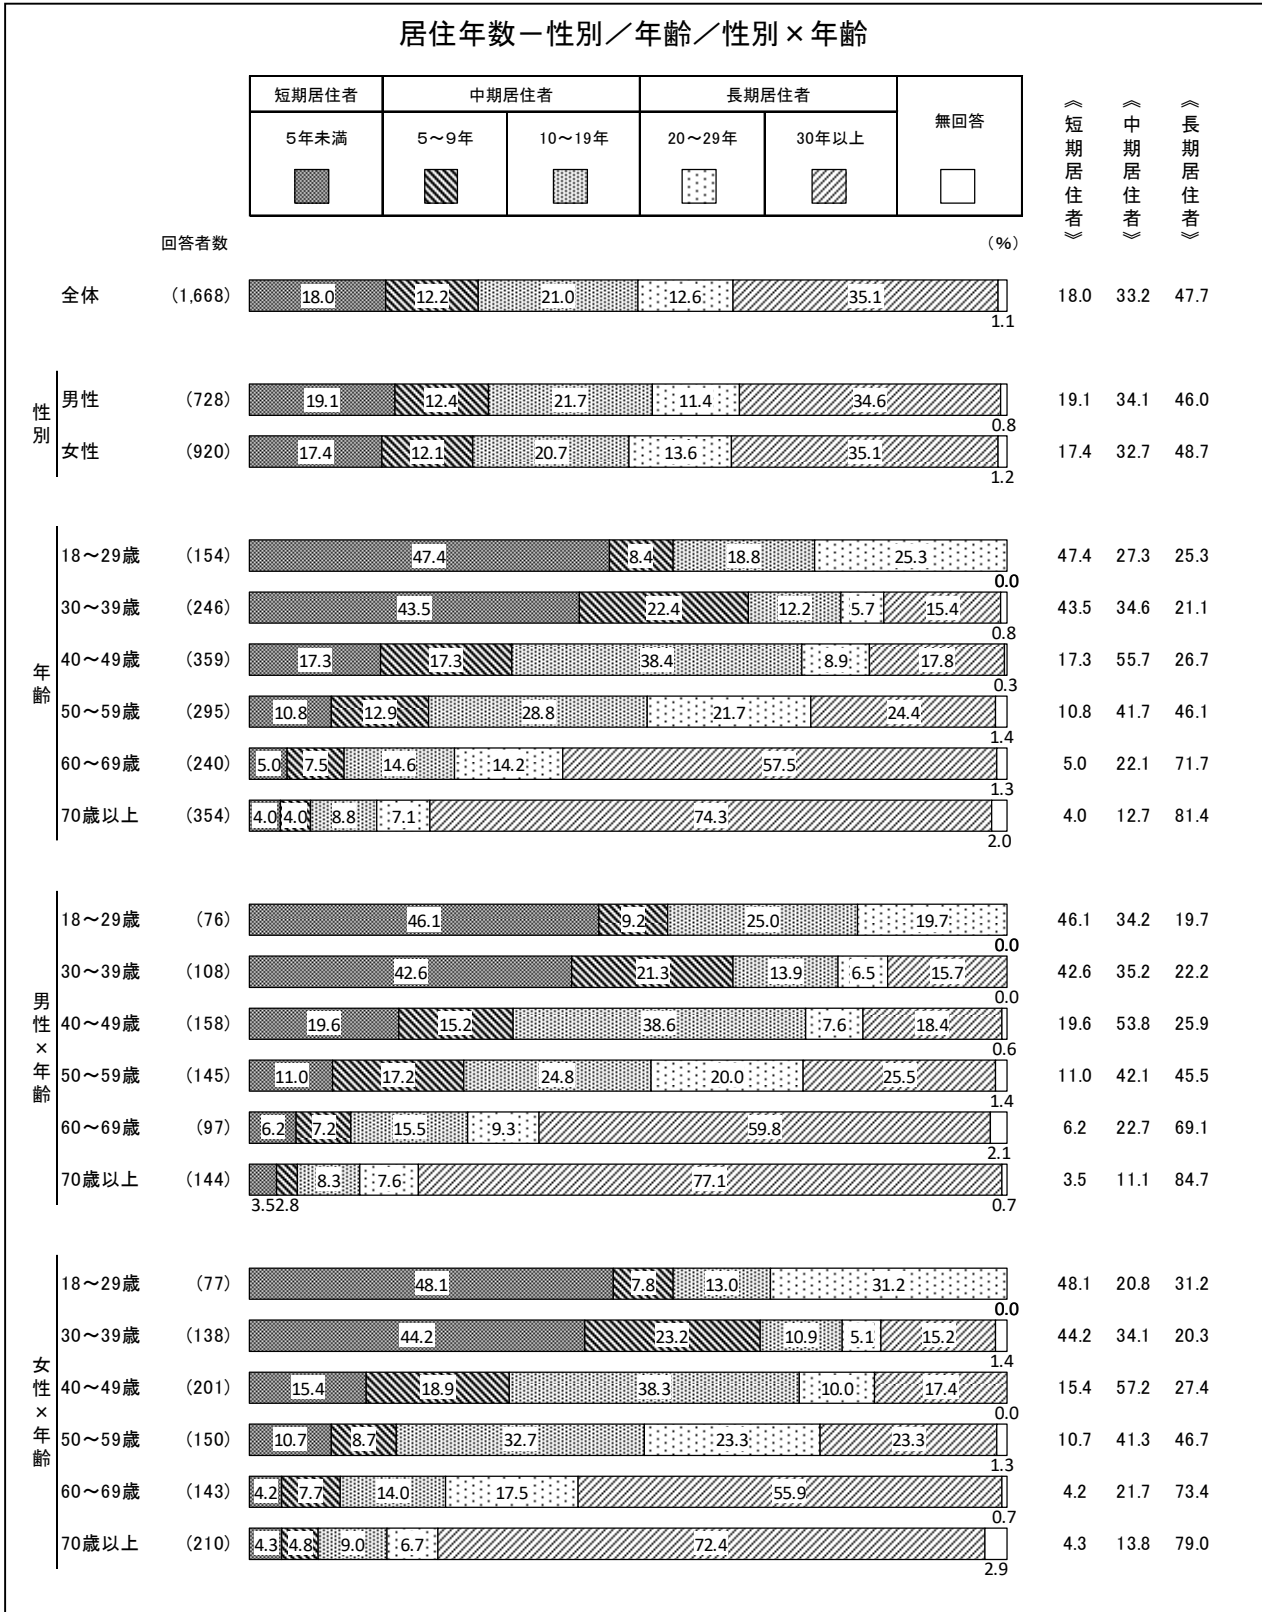 居住年数－性別／年齢／性別×年齢
短期居住者 中期居住者 長期居住者 無回答
5年未満 5～9年 10～19年 20～29年 30年以上
《短期居住者》 《中期居住者》 《長期居住者》
回答者数 (%)
全体 (1,668) 18.0 12.2 21.0 12.6 35.1 1.1 18.0 33.2 47.7
性別
男性 (728) 19.1 12.4 21.7 11.4 34.6 0.8 19.1 34.1 46.0
女性 (920) 17.4 12.1 20.7 13.6 35.1 1.2 17.4 32.7 48.7
年齢
18～29歳 (154) 47.4 8.4 18.8 25.3 0.0 47.4 27.3 25.3
30～39歳 (246) 43.5 22.4 12.2 5.7 15.4 0.8 43.5 34.6 21.1
40～49歳 (359) 17.3 17.3 38.4 8.9 17.8 0.3 17.3 55.7 26.7
50～59歳 (295) 10.8 12.9 28.8 21.7 24.4 1.4 10.8 41.7 46.1
60～69歳 (240) 5.0 7.5 14.6 14.2 57.5 1.3 5.0 22.1 71.7
70歳以上 (354) 4.0 4.0 8.8 7.1 74.3 2.0 4.0 12.7 81.4
男性×年齢
18～29歳 (76) 46.1 9.2 25.0 19.7 0.0 46.1 34.2 19.7
30～39歳 (108) 42.6 21.3 13.9 6.5 15.7 0.0 42.6 35.2 22.2
40～49歳 (158) 19.6 15.2 38.6 7.6 18.4 0.6 19.6 53.8 25.9
50～59歳 (145) 11.0 17.2 24.8 20.0 25.5 1.4 11.0 42.1 45.5
60～69歳 (97) 6.2 7.2 15.5 9.3 59.8 2.1 6.2 22.7 69.1
70歳以上 (144) 3.5 2.8 8.3 7.6 77.1 0.7 3.5 11.1 84.7
女性×年齢
18～29歳 (77) 48.1 7.8 13.0 31.2 0.0 48.1 20.8 31.2
30～39歳 (138) 44.2 23.2 10.9 5.1 15.2 1.4 44.2 34.1 20.3
40～49歳 (201) 15.4 18.9 38.3 10.0 17.4 0.0 15.4 57.2 27.4
50～59歳 (150) 10.7 8.7 32.7 23.3 23.3 1.3 10.7 41.3 46.7
60～69歳 (143) 4.2 7.7 14.0 17.5 55.9 0.7 4.2 21.7 73.4
70歳以上 (210) 4.3 4.8 9.0 6.7 72.4 2.9 4.3 13.8 79.0